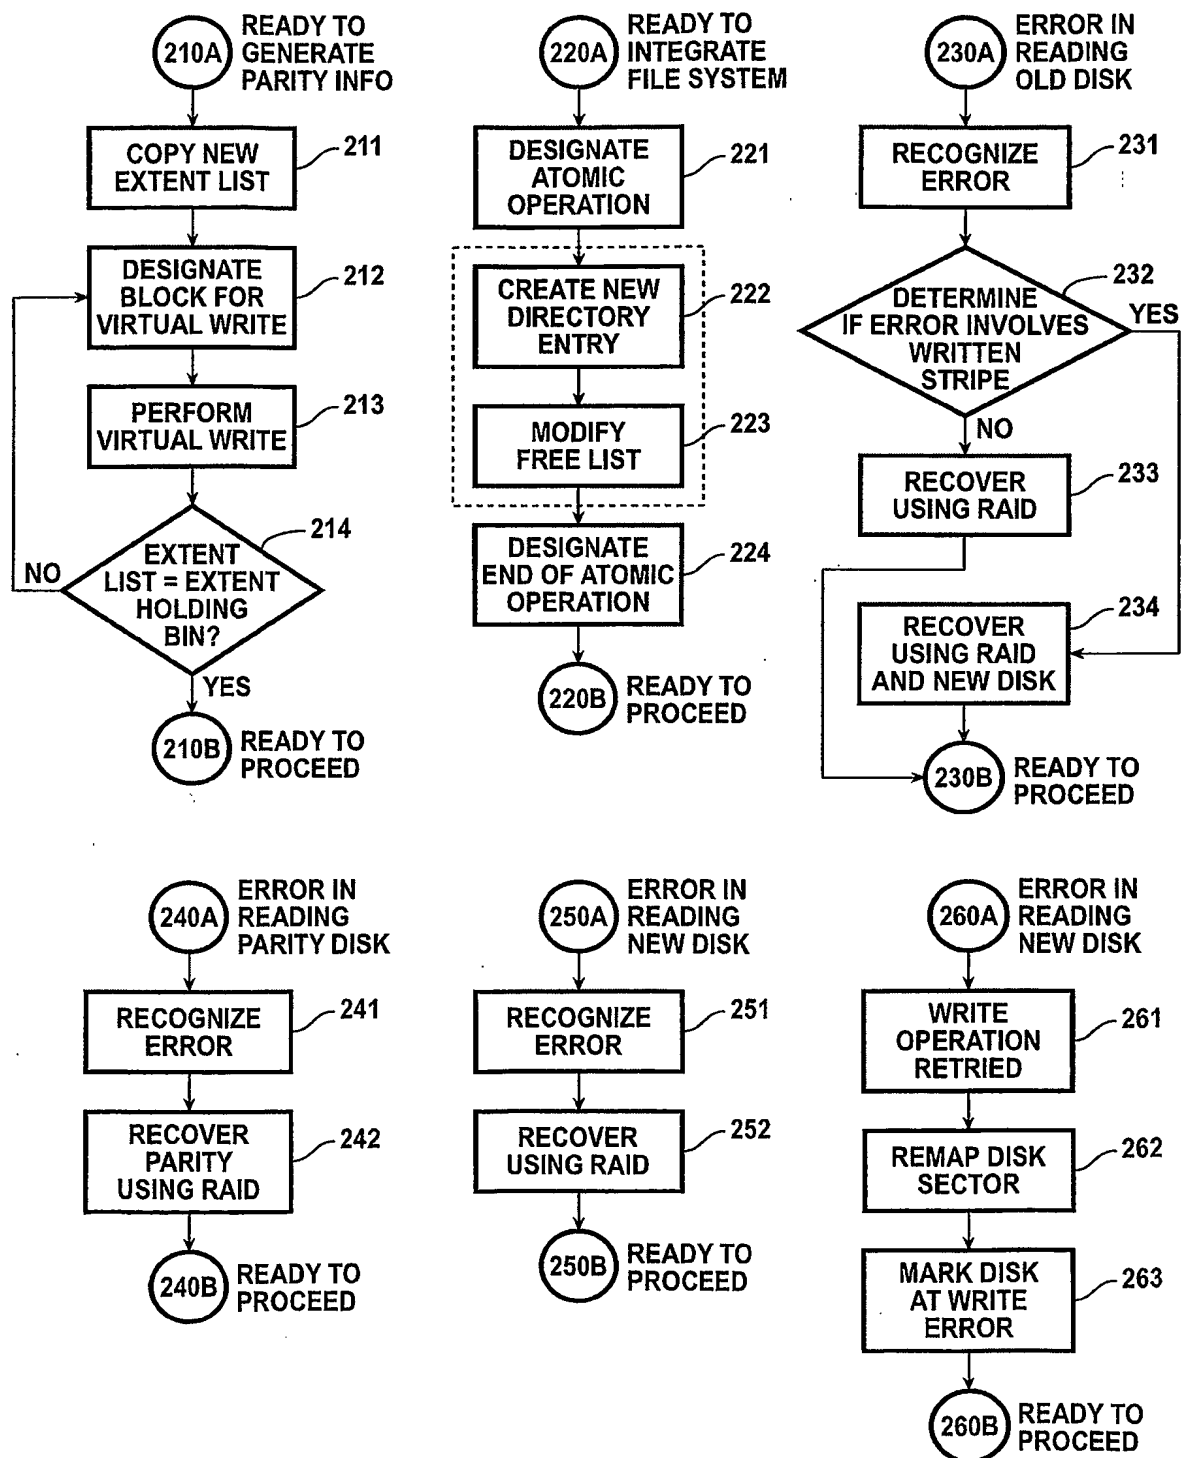 210A
READY TO
GENERATE
PARITY INFO
COPY NEW
EXTENT LIST
211
DESIGNATE
BLOCK FOR
VIRTUAL WRITE
212
PERFORM
VIRTUAL WRITE
213
EXTENT
LIST = EXTENT
HOLDING
BIN?
214
NO
YES
210B
READY TO
PROCEED
220A
READY TO
INTEGRATE
FILE SYSTEM
DESIGNATE
ATOMIC
OPERATION
221
CREATE NEW
DIRECTORY
ENTRY
222
MODIFY
FREE LIST
223
DESIGNATE
END OF ATOMIC
OPERATION
224
220B
READY TO
PROCEED
230A
ERROR IN
READING
OLD DISK
RECOGNIZE
ERROR
231
DETERMINE
IF ERROR INVOLVES
WRITTEN
STRIPE
232
YES
NO
RECOVER
USING RAID
233
RECOVER
USING RAID
AND NEW DISK
234
230B
READY TO
PROCEED
240A
ERROR IN
READING
PARITY DISK
RECOGNIZE
ERROR
241
RECOVER
PARITY
USING RAID
242
240B
READY TO
PROCEED
250A
ERROR IN
READING
NEW DISK
RECOGNIZE
ERROR
251
RECOVER
USING RAID
252
250B
READY TO
PROCEED
260A
ERROR IN
READING
NEW DISK
WRITE
OPERATION
RETRIED
261
REMAP DISK
SECTOR
262
MARK DISK
AT WRITE
ERROR
263
260B
READY TO
PROCEED